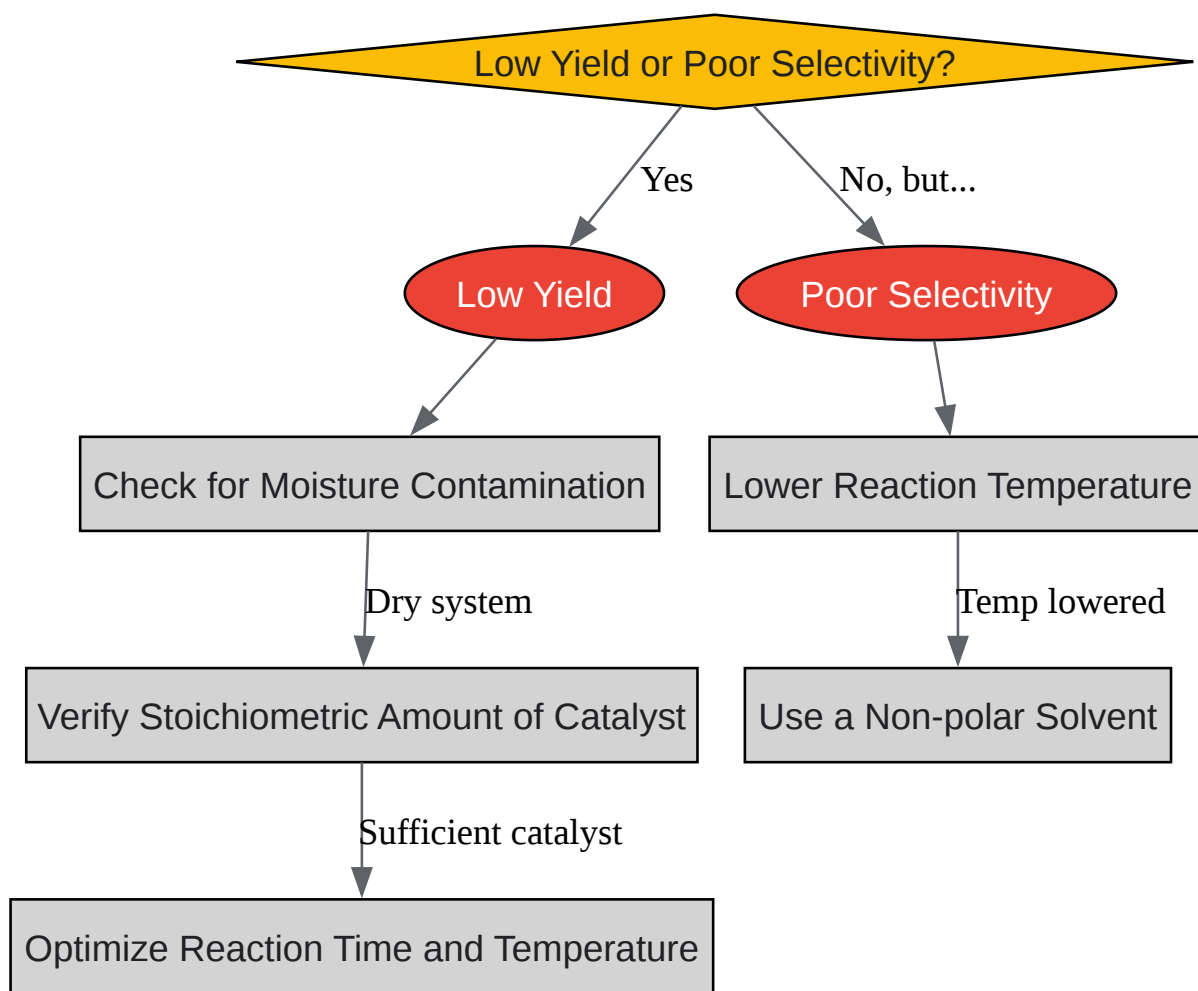 Low Yield or Poor Selectivity?
Yes
No, but...
Low Yield
Poor Selectivity
Check for Moisture Contamination
Lower Reaction Temperature
Dry system
Temp lowered
Verify Stoichiometric Amount of Catalyst
Use a Non-polar Solvent
Sufficient catalyst
Optimize Reaction Time and Temperature